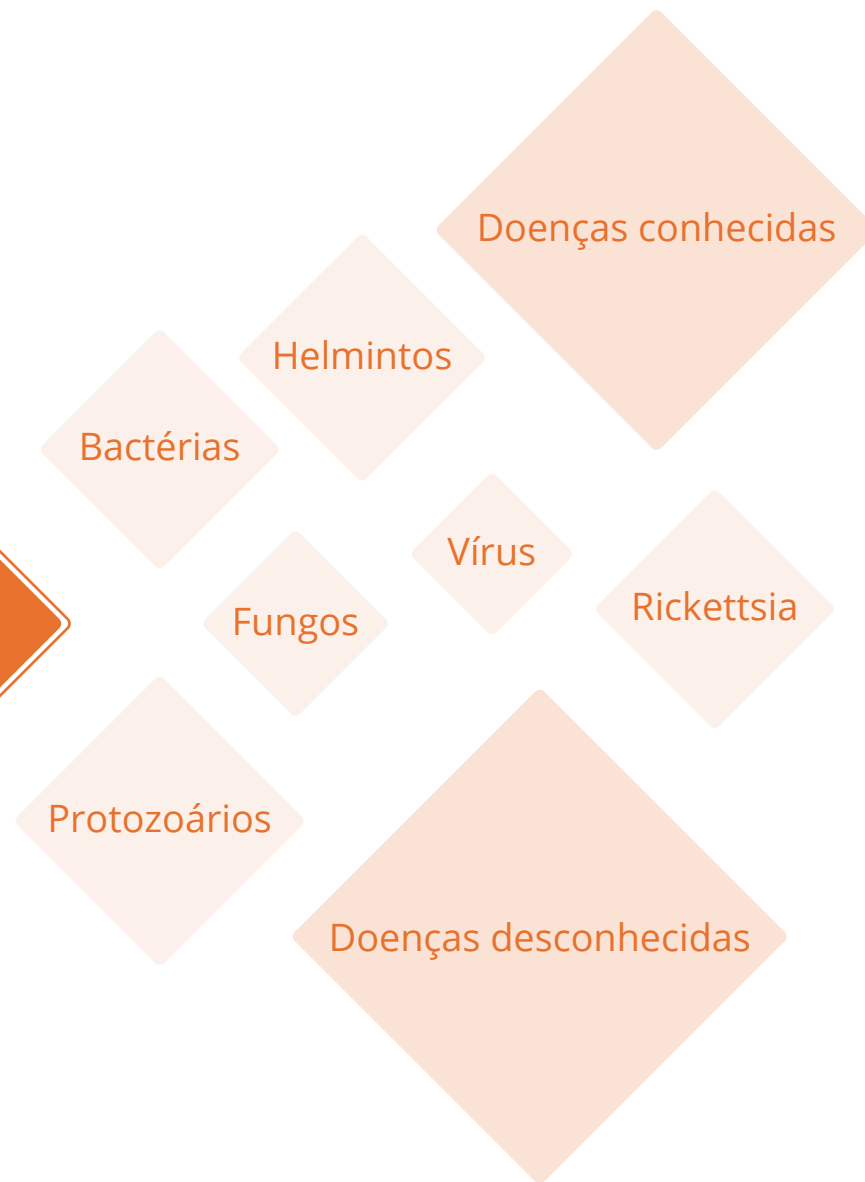 Doenças conhecidas
Helmintos
Bactérias
Vírus
Rickettsia
Fungos
Protozoários
Doenças desconhecidas